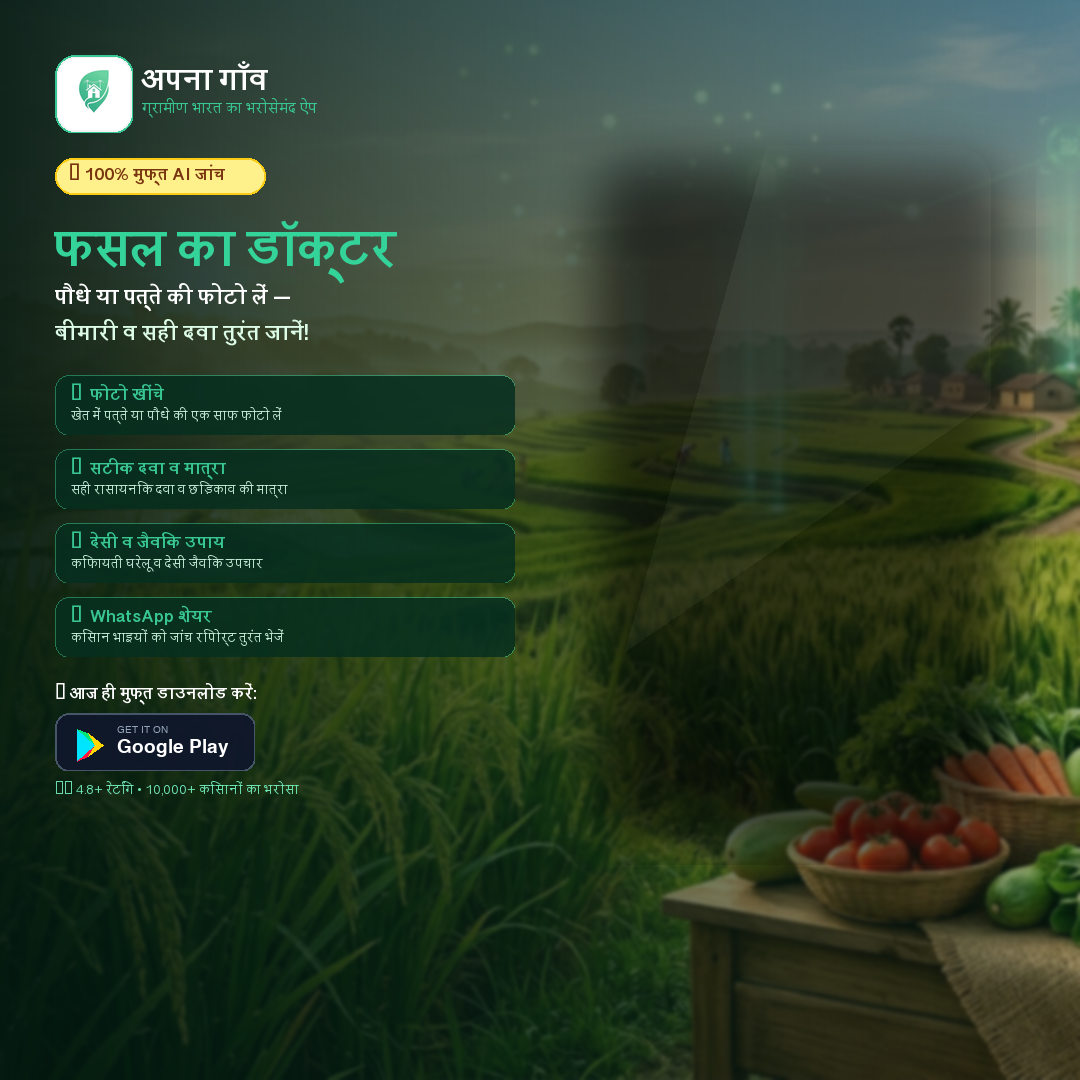 अपना गाँव
ग्रामीण भारत का भरोसेमंद ऐप
100% मुफ्त AI जांच
फसल का डॉक्टर
पौधे या पत्ते की फोटो लें —
बीमारी व सही दवा तुरंत जानें!
फोटो खींचे
खेत में पत्ते या पौधे की एक साफ फोटो लें
सटीक दवा व मात्रा
सही रासायनिक दवा व छिड़काव की मात्रा
देसी व जैविक उपाय
किफायती घरेलू व देसी जैविक उपचार
WhatsApp शेयर
किसान भाइयों को जांच रिपोर्ट तुरंत भेजें
आज ही मुफ्त डाउनलोड करें:
GET IT ON
Google Play
4.8+ रेटिंग • 10,000+ किसानों का भरोसा